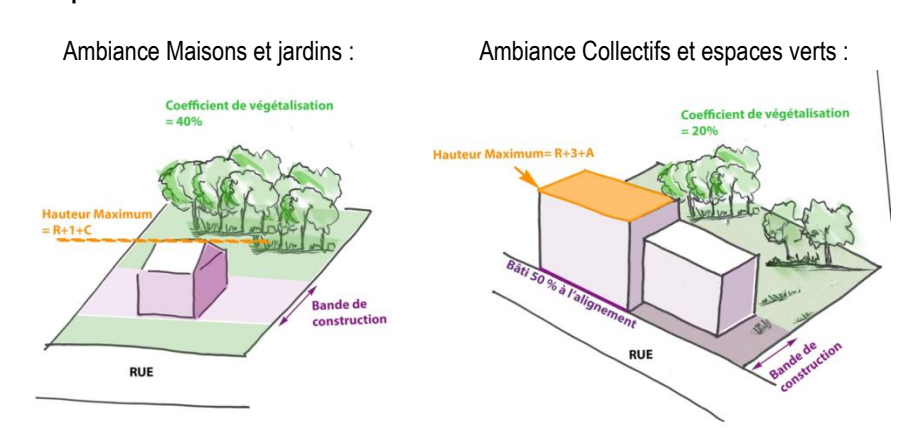 Ambiance Maisons et jardins :
Coefficient de végétalisation
= 40%
Hauteur Maximum
= R+1+C
Bande de
construction
RUE
Ambiance Collectifs et espaces verts :
Coefficient de végétalisation
= 20%
Hauteur Maximum= R+3+A
Bâti 50 % à l'alignement
RUE
Bande de
construction